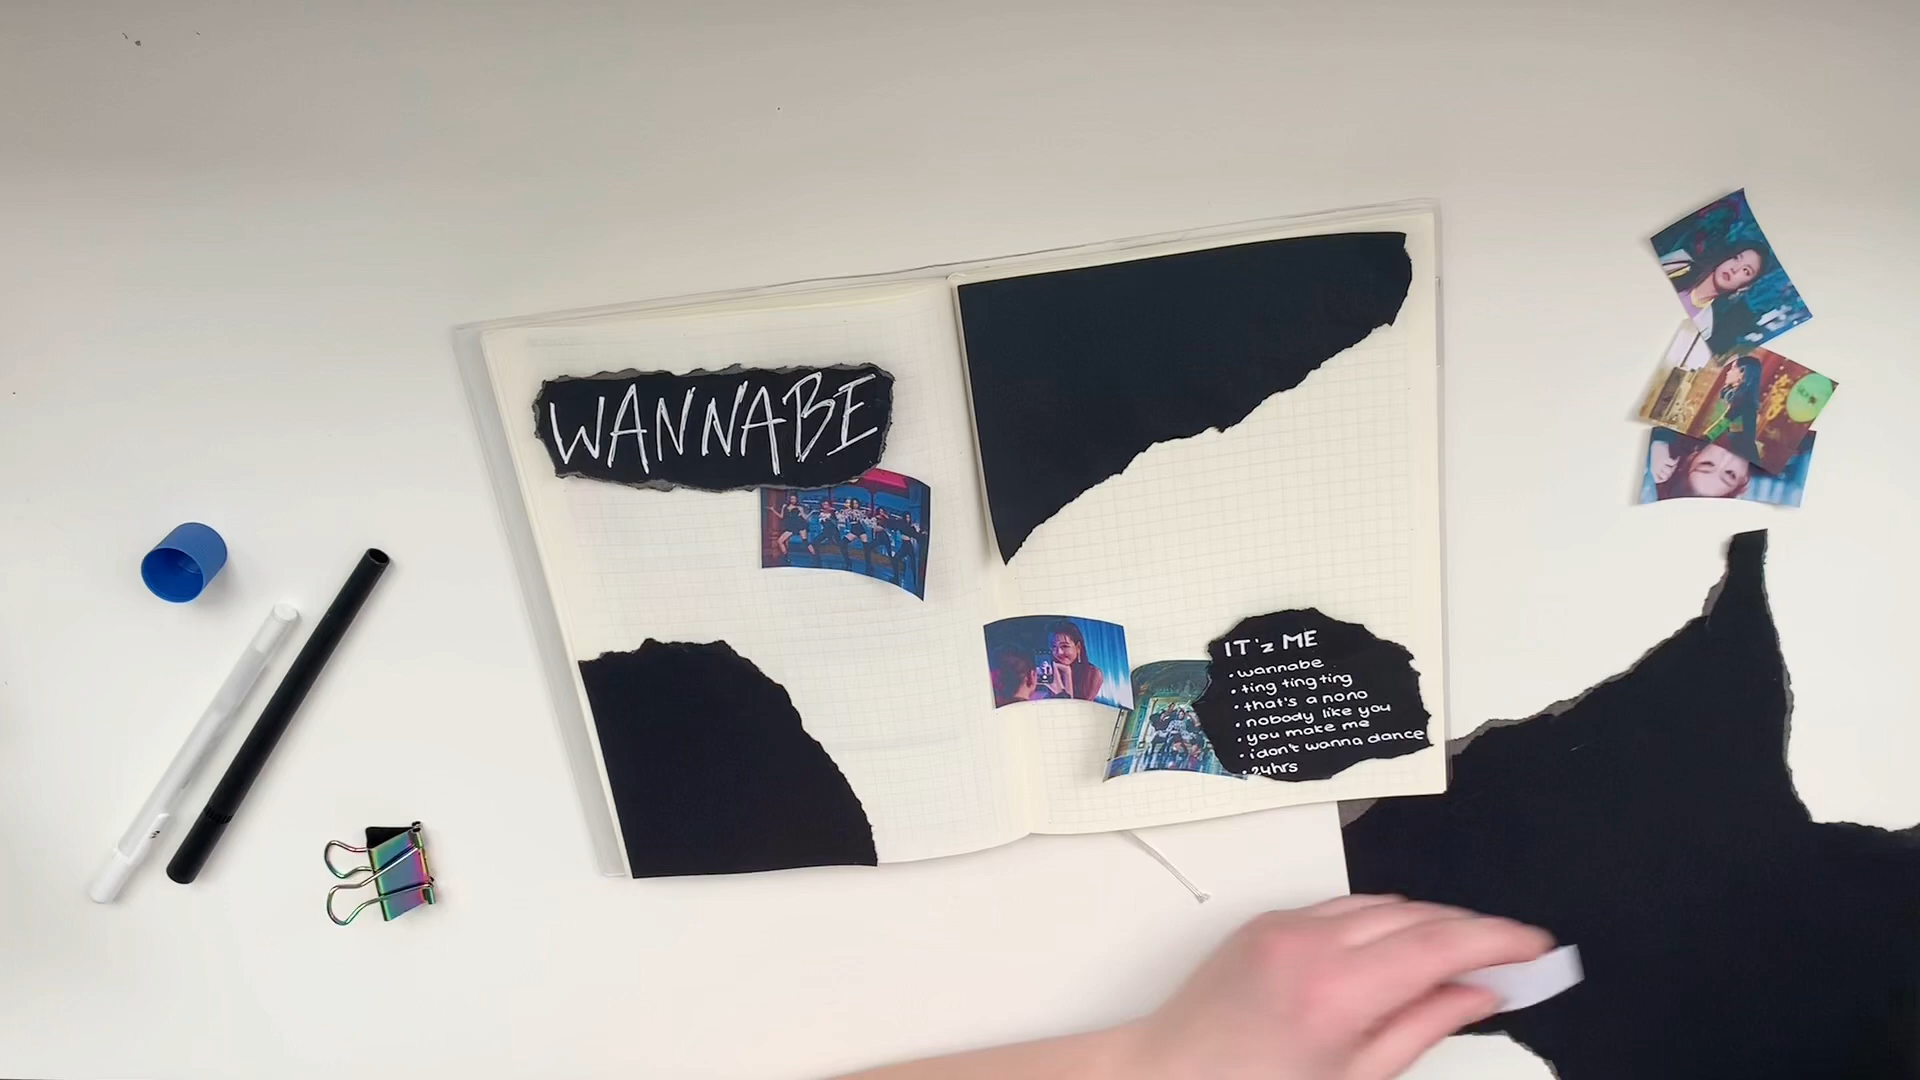 WANNABE
IT'z ME
• wannabe
• ting ting ting
• that's a nono
• nobody like you
• you make me
• i don't wanna dance
• 24hrs